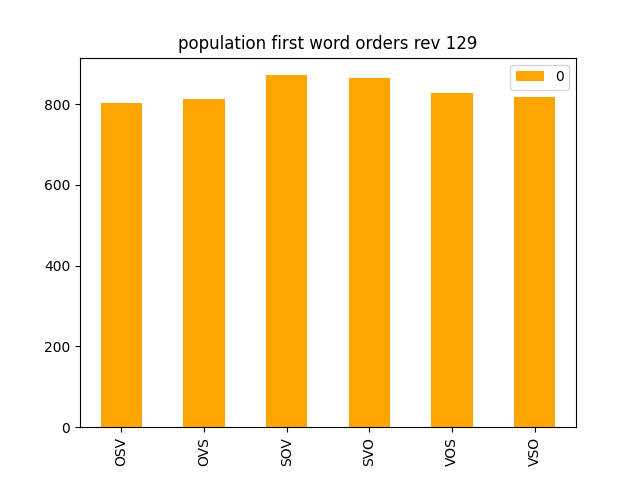 population first word orders rev 129
0
800
600
400
200
0
OSV
OVS
SOV
SVO
VOS
VSO